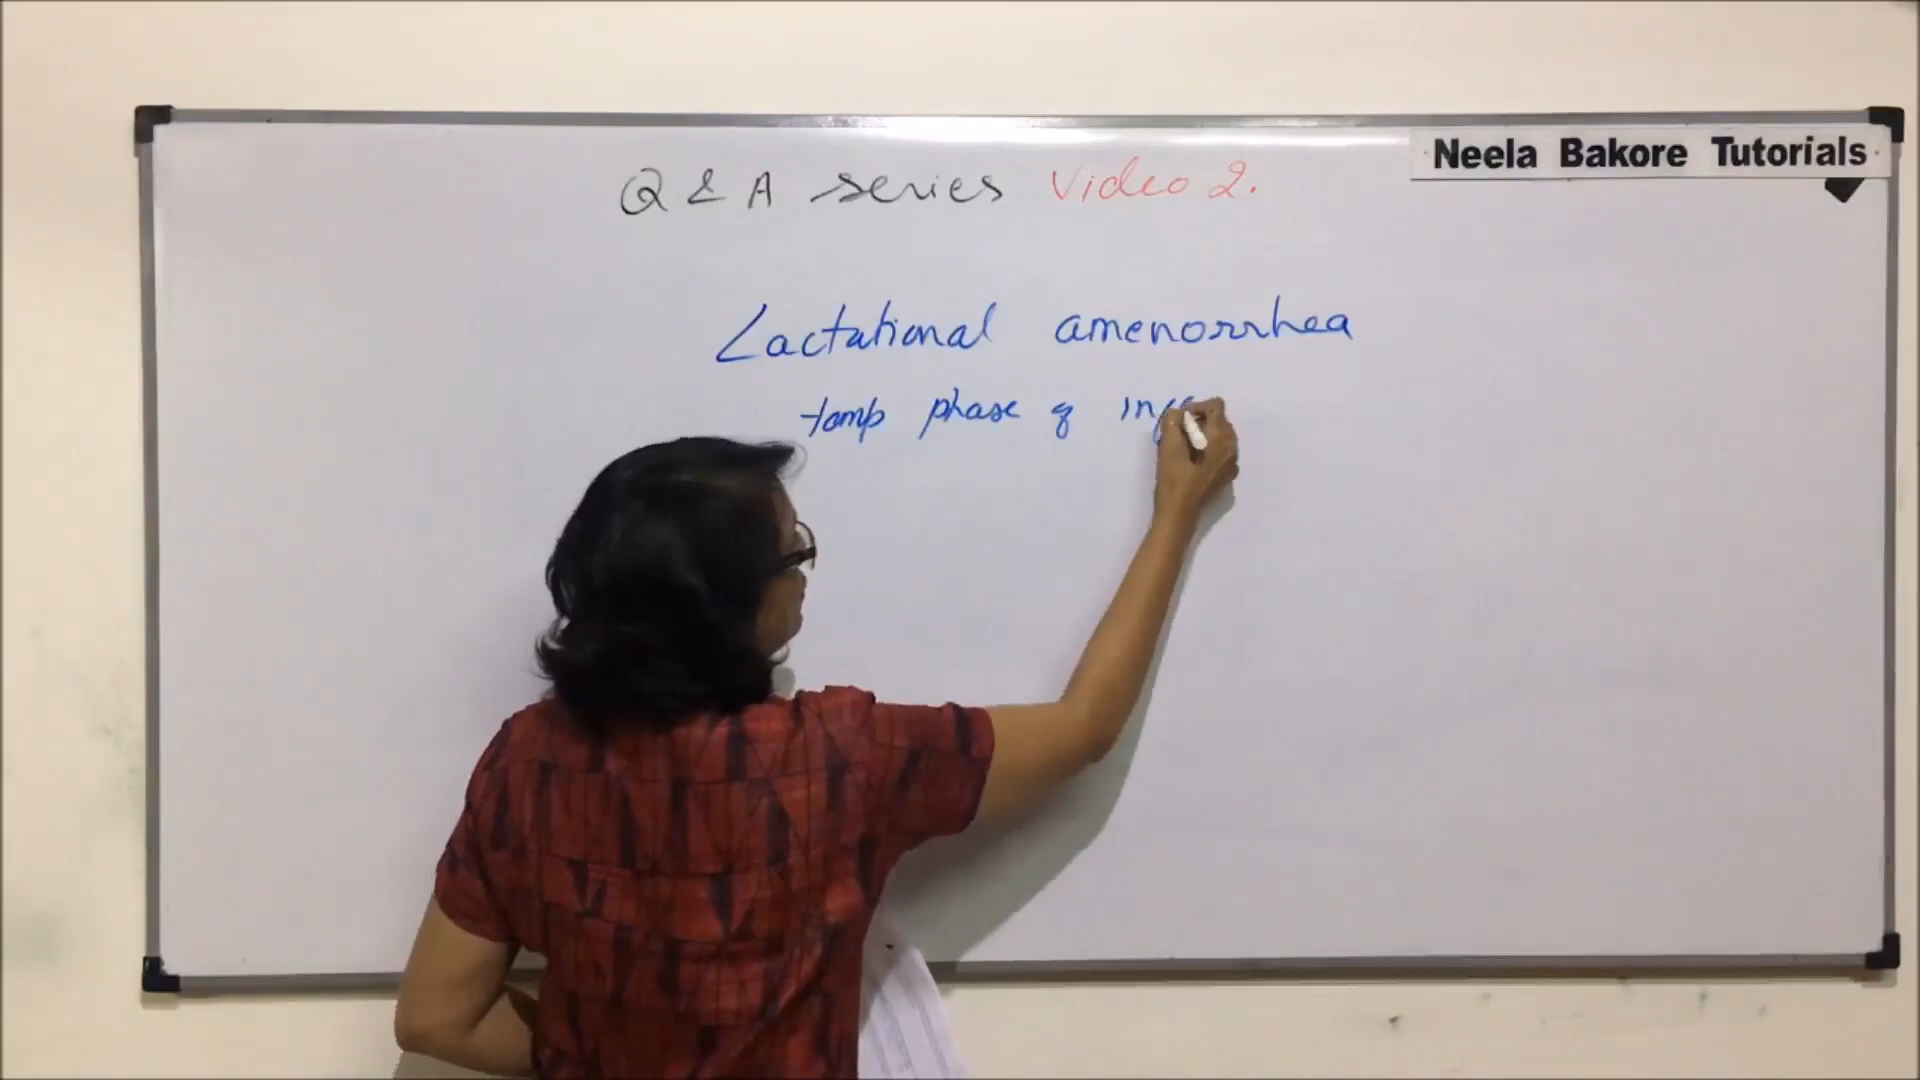 Neela Bakore Tutorials
Q & A series Video 2.
Lactational amenorrhea
temp phase of